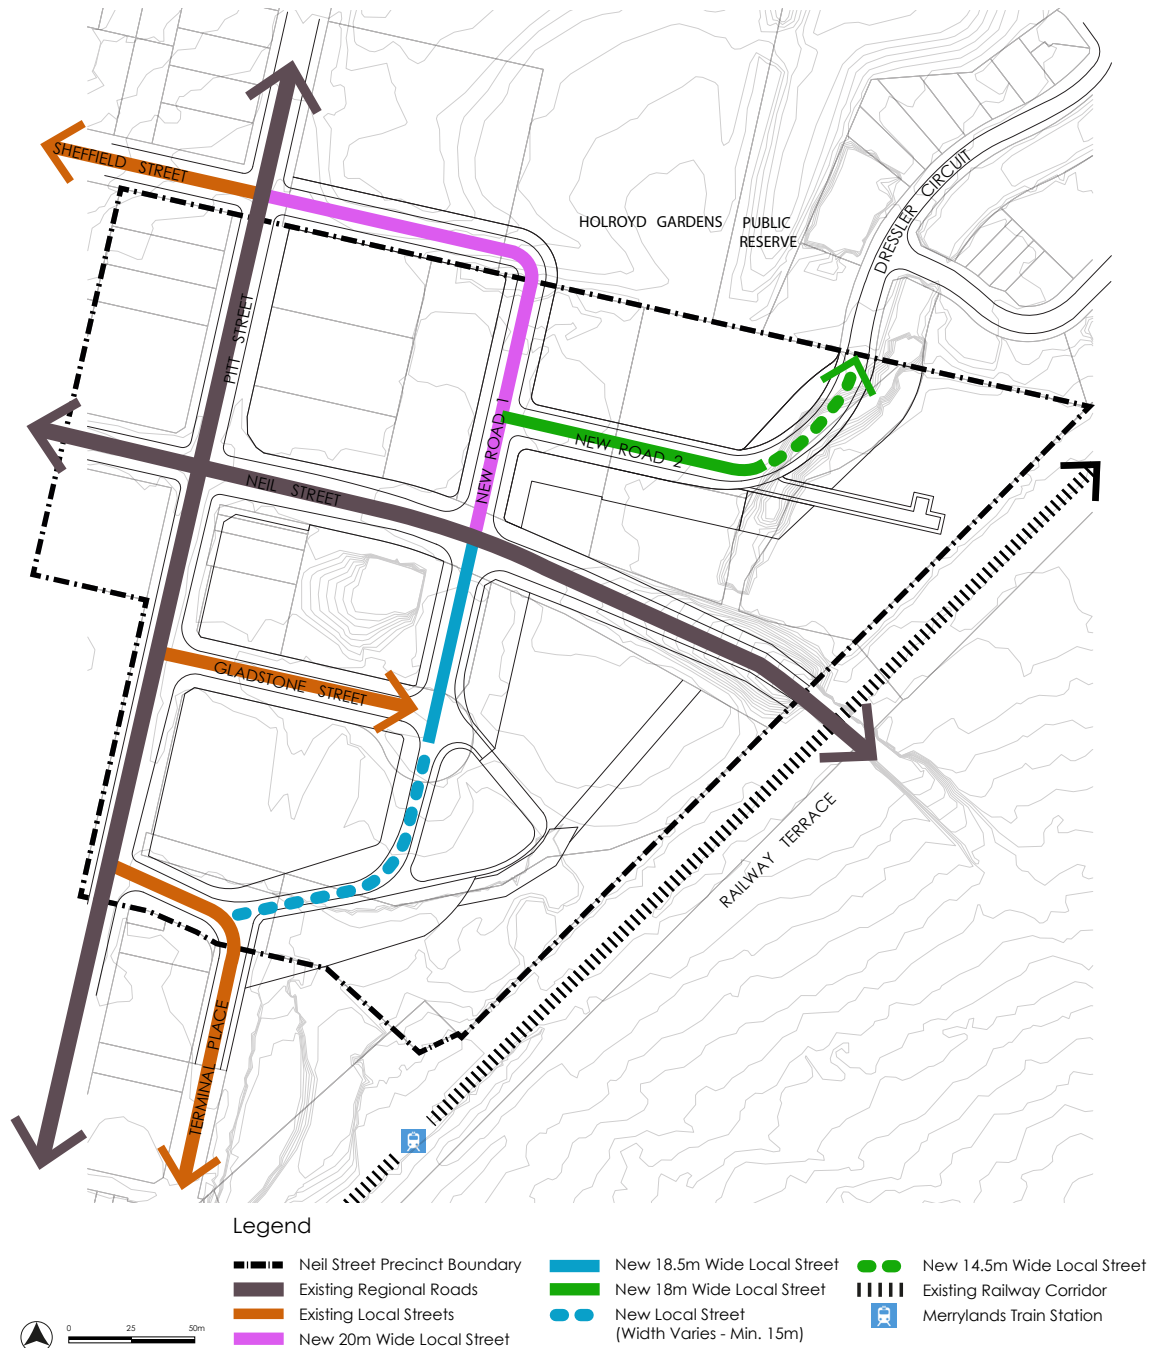 SHEFFIELD STREET
HOLROYD GARDENS PUBLIC
RESERVE
DRESSLER CIRCUIT
PITT STREET
NEW ROAD 1
NEW ROAD 2
NEIL STREET
GLADSTONE STREET
RAILWAY TERRACE
TERMINAL PLACE
Legend
Neil Street Precinct Boundary
Existing Regional Roads
Existing Local Streets
New 20m Wide Local Street
New 18.5m Wide Local Street
New 18m Wide Local Street
New Local Street
(Width Varies - Min. 15m)
New 14.5m Wide Local Street
Existing Railway Corridor
Merrylands Train Station
0 25 50m